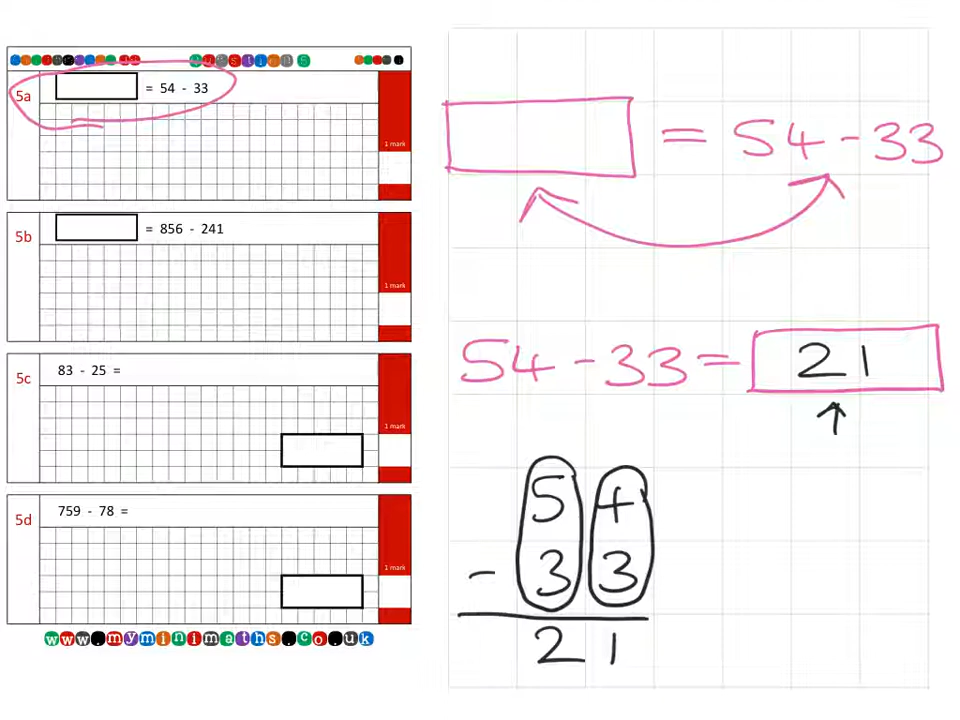 Questions
5a
= 54 - 33
1 mark
5b
= 856 - 241
1 mark
5c
83 - 25 =
1 mark
5d
759 - 78 =
1 mark
www.myminimaths.co.uk
= 54 - 33
54 - 33 = 21
54
- 33
21